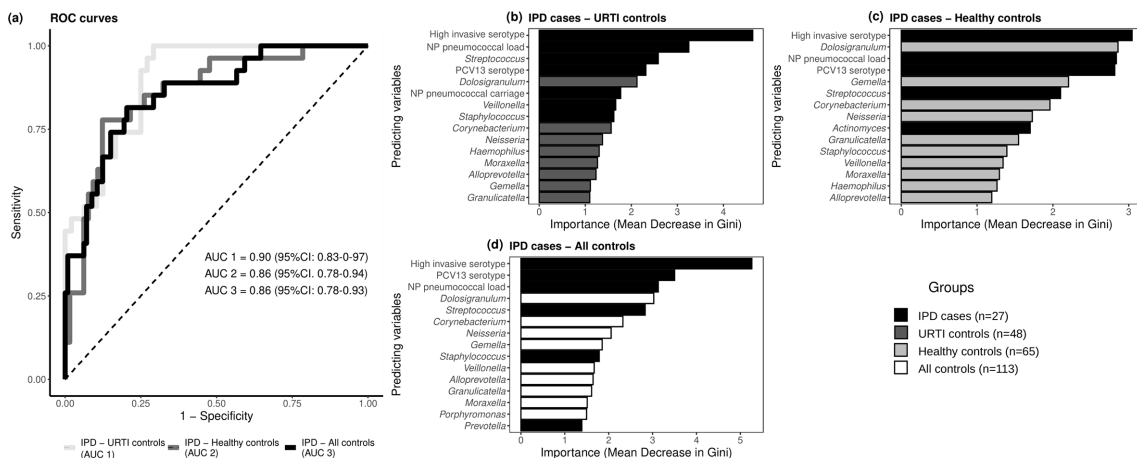 (a)
ROC curves
1.00
0.75
0.50
0.25
0.00
Sensitivity
AUC 1 = 0.90 (95%CI: 0.83-0.97)
AUC 2 = 0.86 (95%CI: 0.78-0.94)
AUC 3 = 0.86 (95%CI: 0.78-0.93)
0.00 0.25 0.50 0.75 1.00
1 − Specificity
IPD − URTI controls (AUC 1)
IPD − Healthy controls (AUC 2)
IPD − All controls (AUC 3)
(b) IPD cases − URTI controls
Predicting variables
High invasive serotype
NP pneumococcal load
Streptococcus
PCV13 serotype
Dolosigranulum
NP pneumococcal carriage
Veillonella
Staphylococcus
Corynebacterium
Neisseria
Haemophilus
Moraxella
Alloprevotella
Gemella
Granulicatella
0 1 2 3 4
Importance (Mean Decrease in Gini)
(c) IPD cases − Healthy controls
Predicting variables
High invasive serotype
Dolosigranulum
NP pneumococcal load
PCV13 serotype
Gemella
Streptococcus
Corynebacterium
Neisseria
Actinomyces
Granulicatella
Staphylococcus
Veillonella
Moraxella
Haemophilus
Alloprevotella
0 1 2 3
Importance (Mean Decrease in Gini)
(d) IPD cases − All controls
Predicting variables
High invasive serotype
PCV13 serotype
NP pneumococcal load
Dolosigranulum
Streptococcus
Corynebacterium
Neisseria
Gemella
Staphylococcus
Veillonella
Alloprevotella
Granulicatella
Moraxella
Porphyromonas
Prevotella
0 1 2 3 4 5
Importance (Mean Decrease in Gini)
Groups
IPD cases (n=27)
URTI controls (n=48)
Healthy controls (n=65)
All controls (n=113)